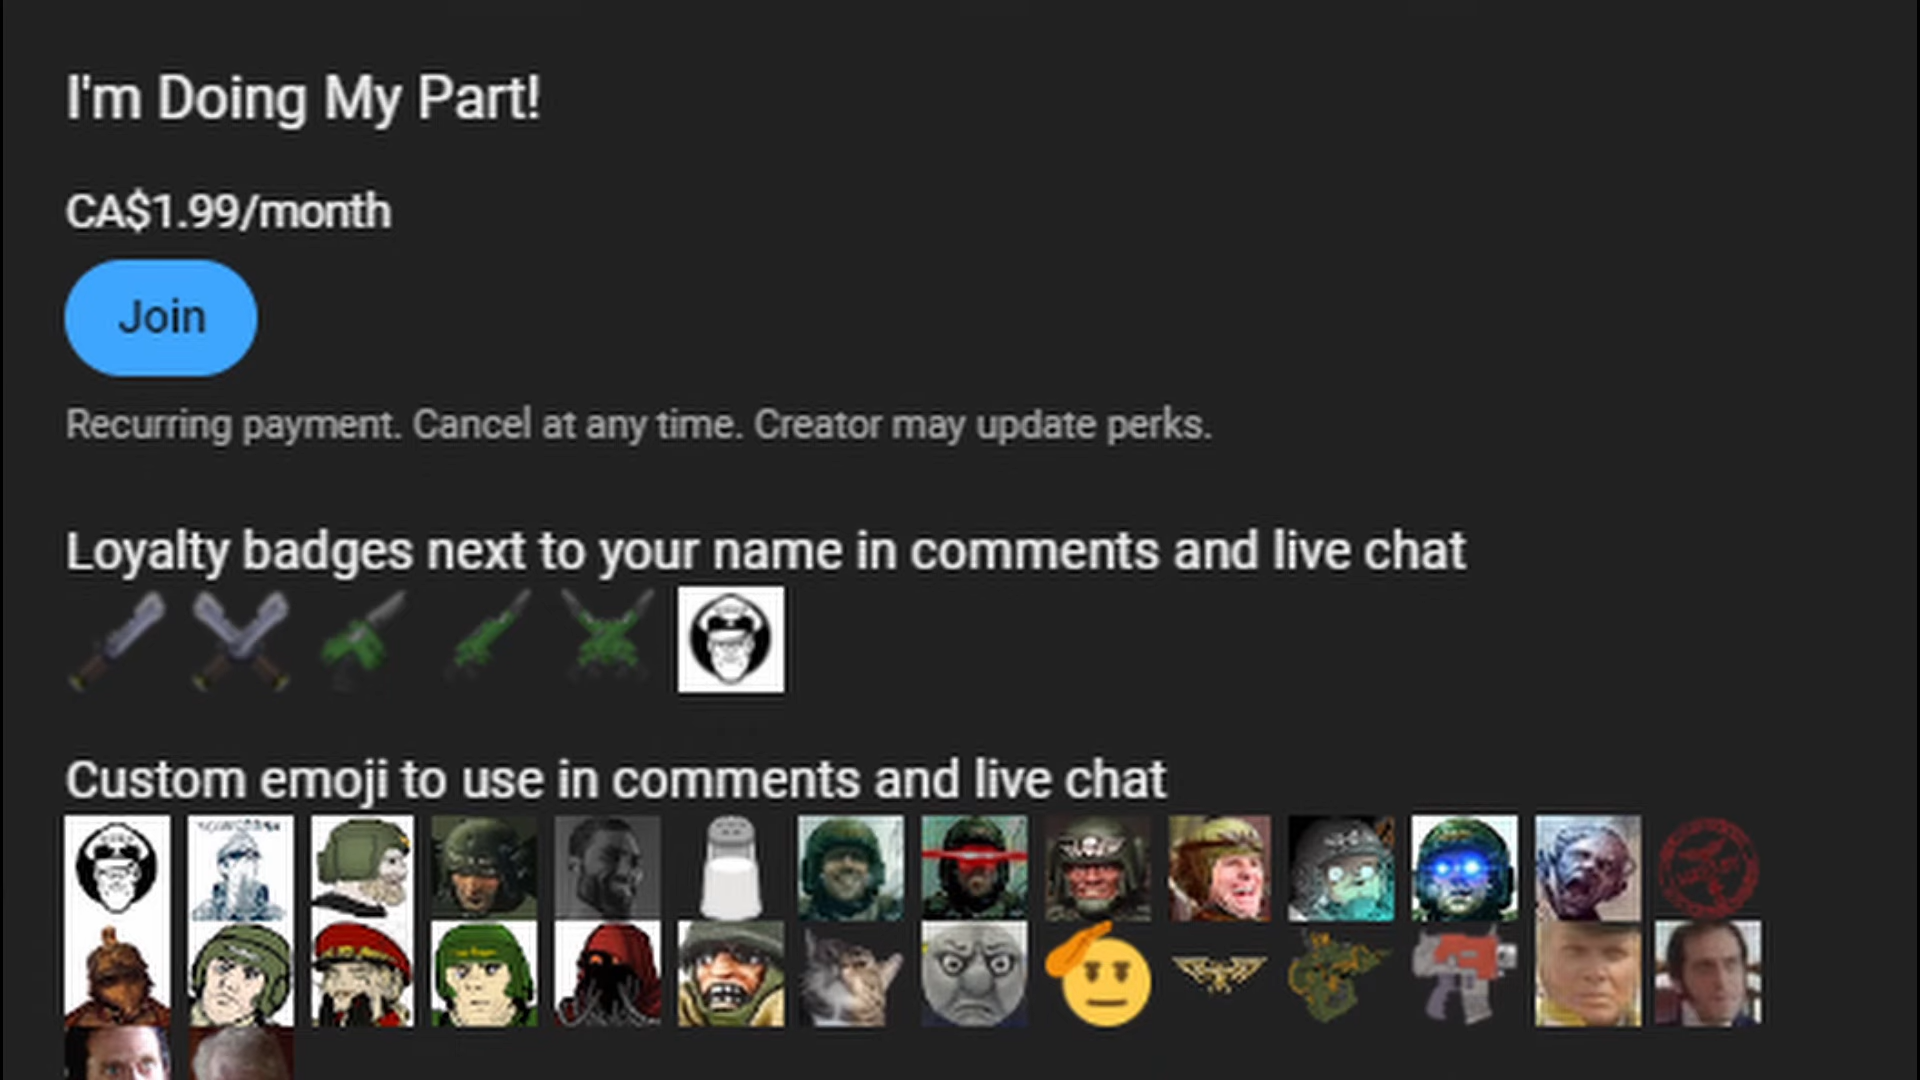 I'm Doing My Part!
CA$1.99/month
Join
Recurring payment. Cancel at any time. Creator may update perks.
Loyalty badges next to your name in comments and live chat
Custom emoji to use in comments and live chat